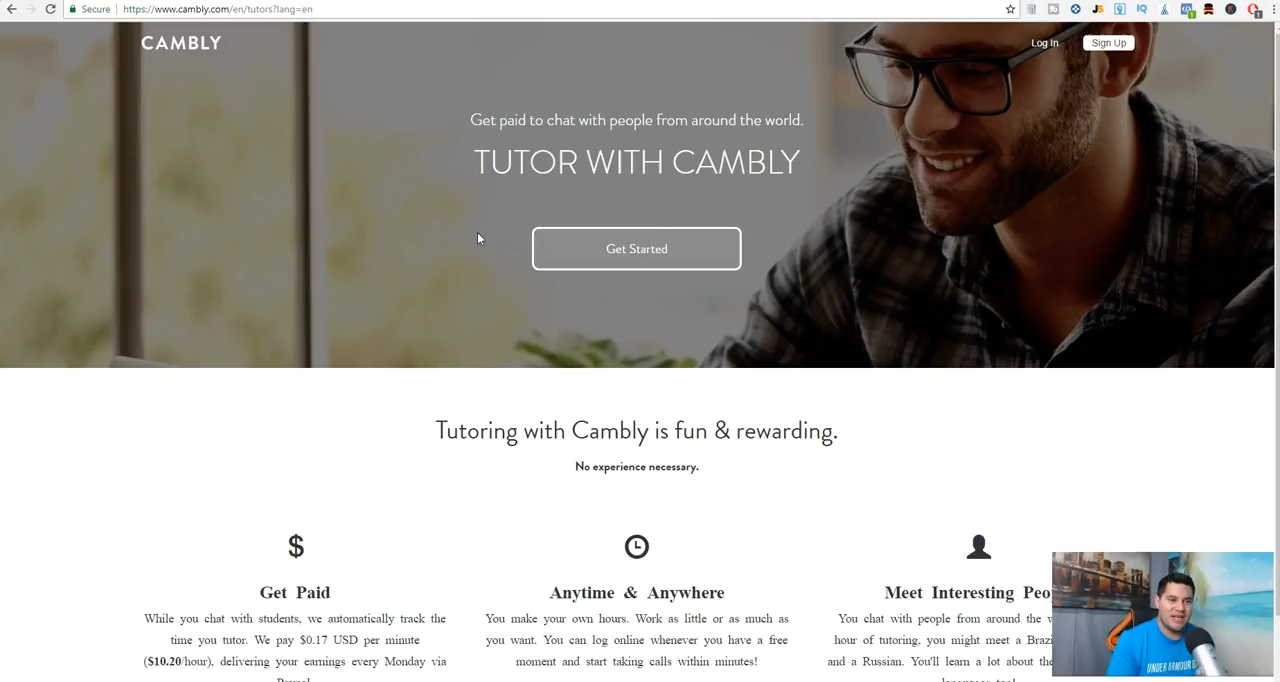 Secure
https://www.cambly.com/en/tutors?lang=en
JS
IQ
1
1
CAMBLY
Log In
Sign Up
Get paid to chat with people from around the world.
TUTOR WITH CAMBLY
Get Started
Tutoring with Cambly is fun & rewarding.
No experience necessary.
$
Get Paid
While you chat with students, we automatically track the
time you tutor. We pay $0.17 USD per minute
($10.20/hour), delivering your earnings every Monday via
Anytime & Anywhere
You make your own hours. Work as little or as much as
you want. You can log online whenever you have a free
moment and start taking calls within minutes!
Meet Interesting
You chat with people from around the
hour of tutoring, you might meet a
and a Russian. You'll learn a lot about the
UNDER ARMOUR